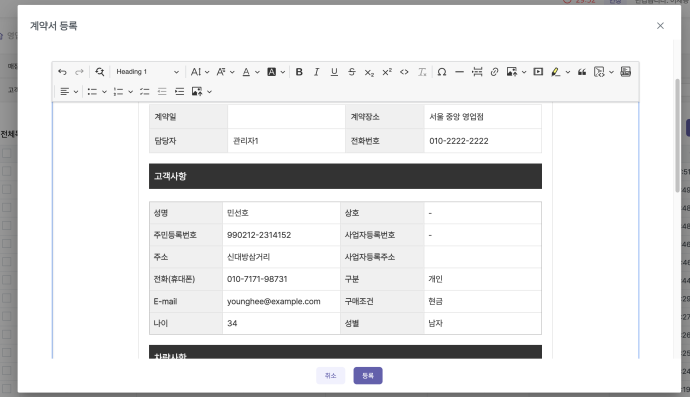 29:52
계약서 등록
Heading 1
계약일 계약장소 서울 중앙 영업점
담당자 관리자1 전화번호 010-2222-2222
고객사항
성명 민선호 상호 -
주민등록번호 990212-2314152 사업자등록번호 -
주소 신대방삼거리 사업자등록주소
전화(휴대폰) 010-7171-98731 구분 개인
E-mail younghee@example.com 구매조건 현금
나이 34 성별 남자
차량사항
취소 등록